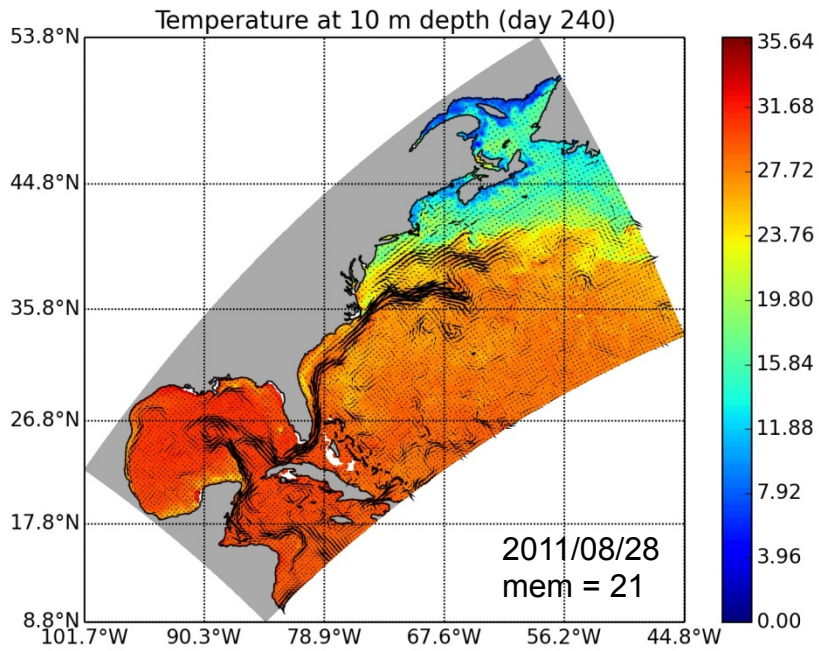 Temperature at 10 m depth (day 240)
53.8°N
44.8°N
35.8°N
26.8°N
17.8°N
8.8°N
101.7°W 90.3°W 78.9°W 67.6°W 56.2°W 44.8°W
2011/08/28
mem = 21
35.64
31.68
27.72
23.76
19.80
15.84
11.88
7.92
3.96
0.00